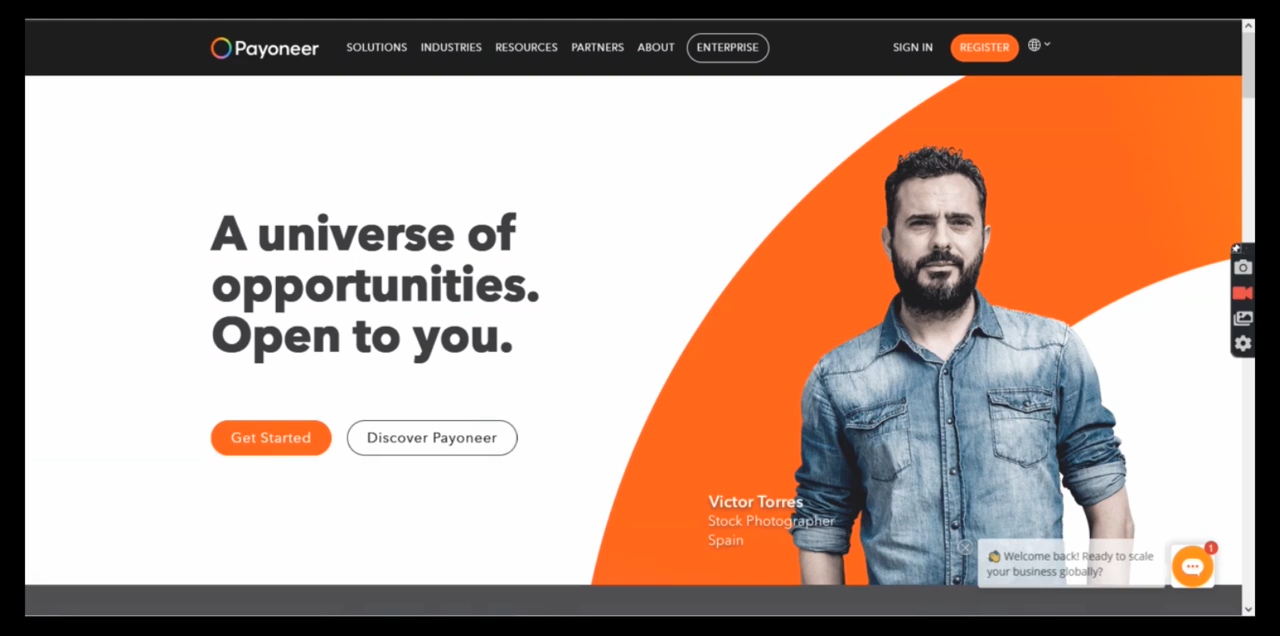 Payoneer
SOLUTIONS INDUSTRIES RESOURCES PARTNERS ABOUT ENTERPRISE
SIGN IN REGISTER
A universe of
opportunities.
Open to you.
Get Started Discover Payoneer
Victor Torres
Stock Photographer
Spain
👋 Welcome back! Ready to scale
your business globally?
1